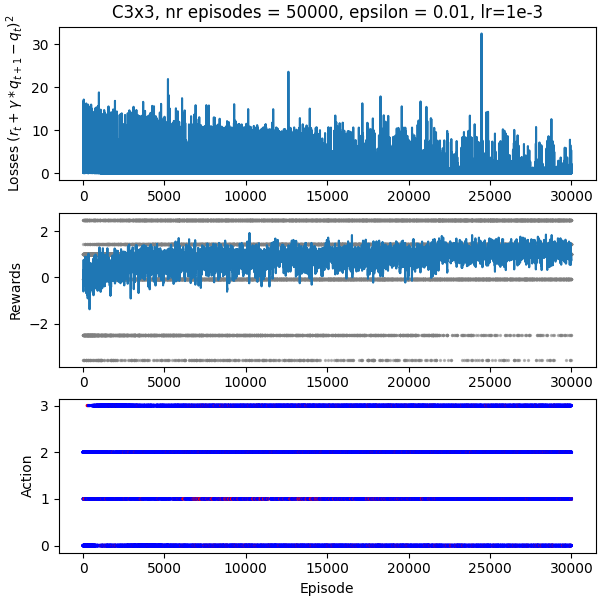 C3x3, nr episodes = 50000, epsilon = 0.01, lr=1e-3
Losses $(r_t + \gamma * q_{t+1} - q_t)^2$
30
20
10
0
0 5000 10000 15000 20000 25000 30000
Rewards
2
0
−2
0 5000 10000 15000 20000 25000 30000
Action
3
2
1
0
0 5000 10000 15000 20000 25000 30000
Episode